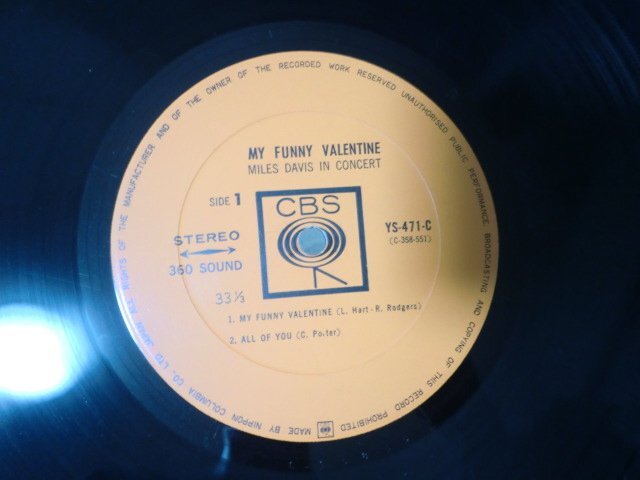 MY FUNNY VALENTINE
MILES DAVIS IN CONCERT
SIDE 1
CBS
STEREO
360 SOUND
33⅓
YS-471-C
(C-358-551)
1. MY FUNNY VALENTINE (L. Hart-R. Rodgers)
2. ALL OF YOU (C. Porter)
MADE BY NIPPON COLUMBIA CO., LTD. JAPAN ALL RIGHTS OF THE MANUFACTURER AND OF THE OWNER OF THE RECORDED WORK RESERVED UNAUTHORISED PUBLIC PERFORMANCE, BROADCASTING AND COPYING OF THIS RECORD PROHIBITED.